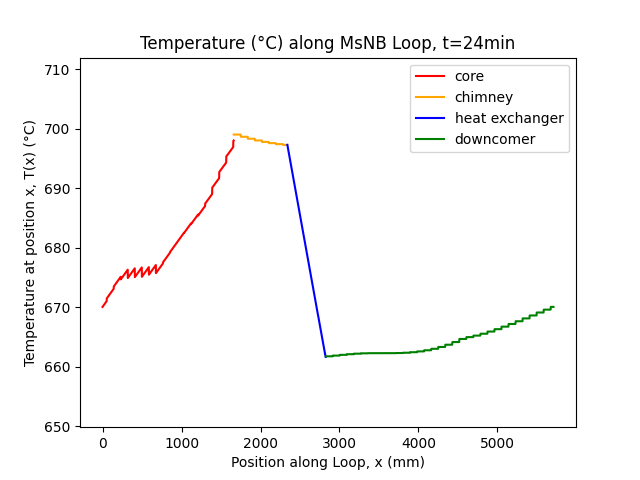 Temperature (°C) along MsNB Loop, t=24min
Temperature at position x, T(x) (°C)
710
700
690
680
670
660
650
core
chimney
heat exchanger
downcomer
0 1000 2000 3000 4000 5000
Position along Loop, x (mm)